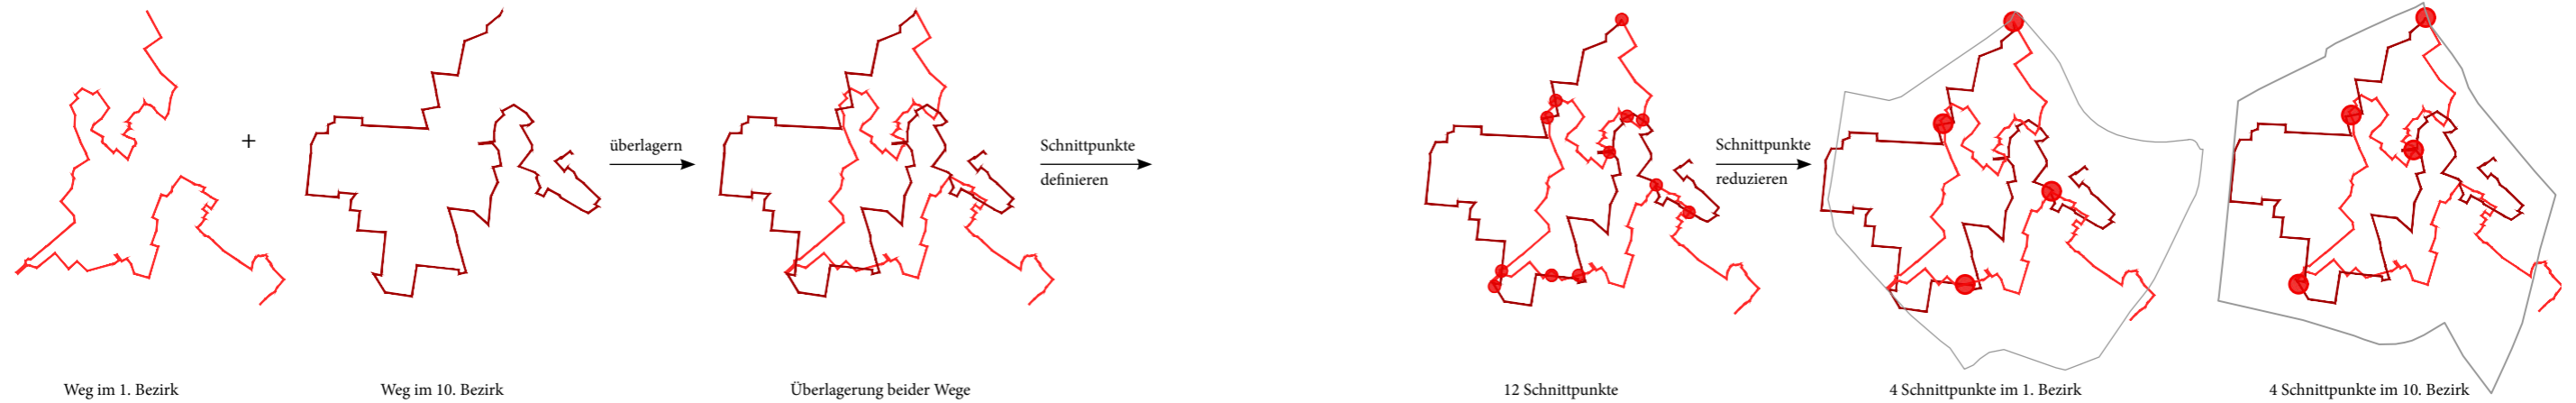 +
überlagern
Schnittpunkte
definieren
Schnittpunkte
reduzieren
Weg im 1. Bezirk
Weg im 10. Bezirk
Überlagerung beider Wege
12 Schnittpunkte
4 Schnittpunkte im 1. Bezirk
4 Schnittpunkte im 10. Bezirk